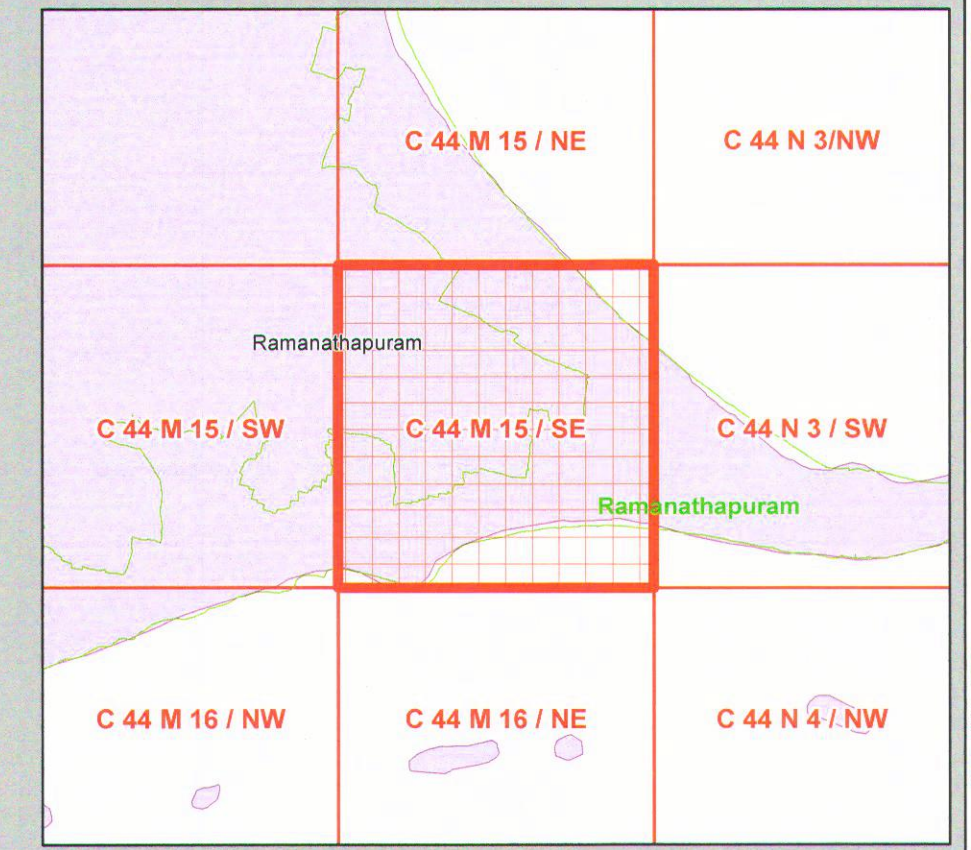 C 44 M 15 / NE
C 44 N 3/NW
Ramanathapuram
C 44 M 15 / SW
C 44 M 15 / SE
C 44 N 3 / SW
Ramanathapuram
C 44 M 16 / NW
C 44 M 16 / NE
C 44 N 4 / NW